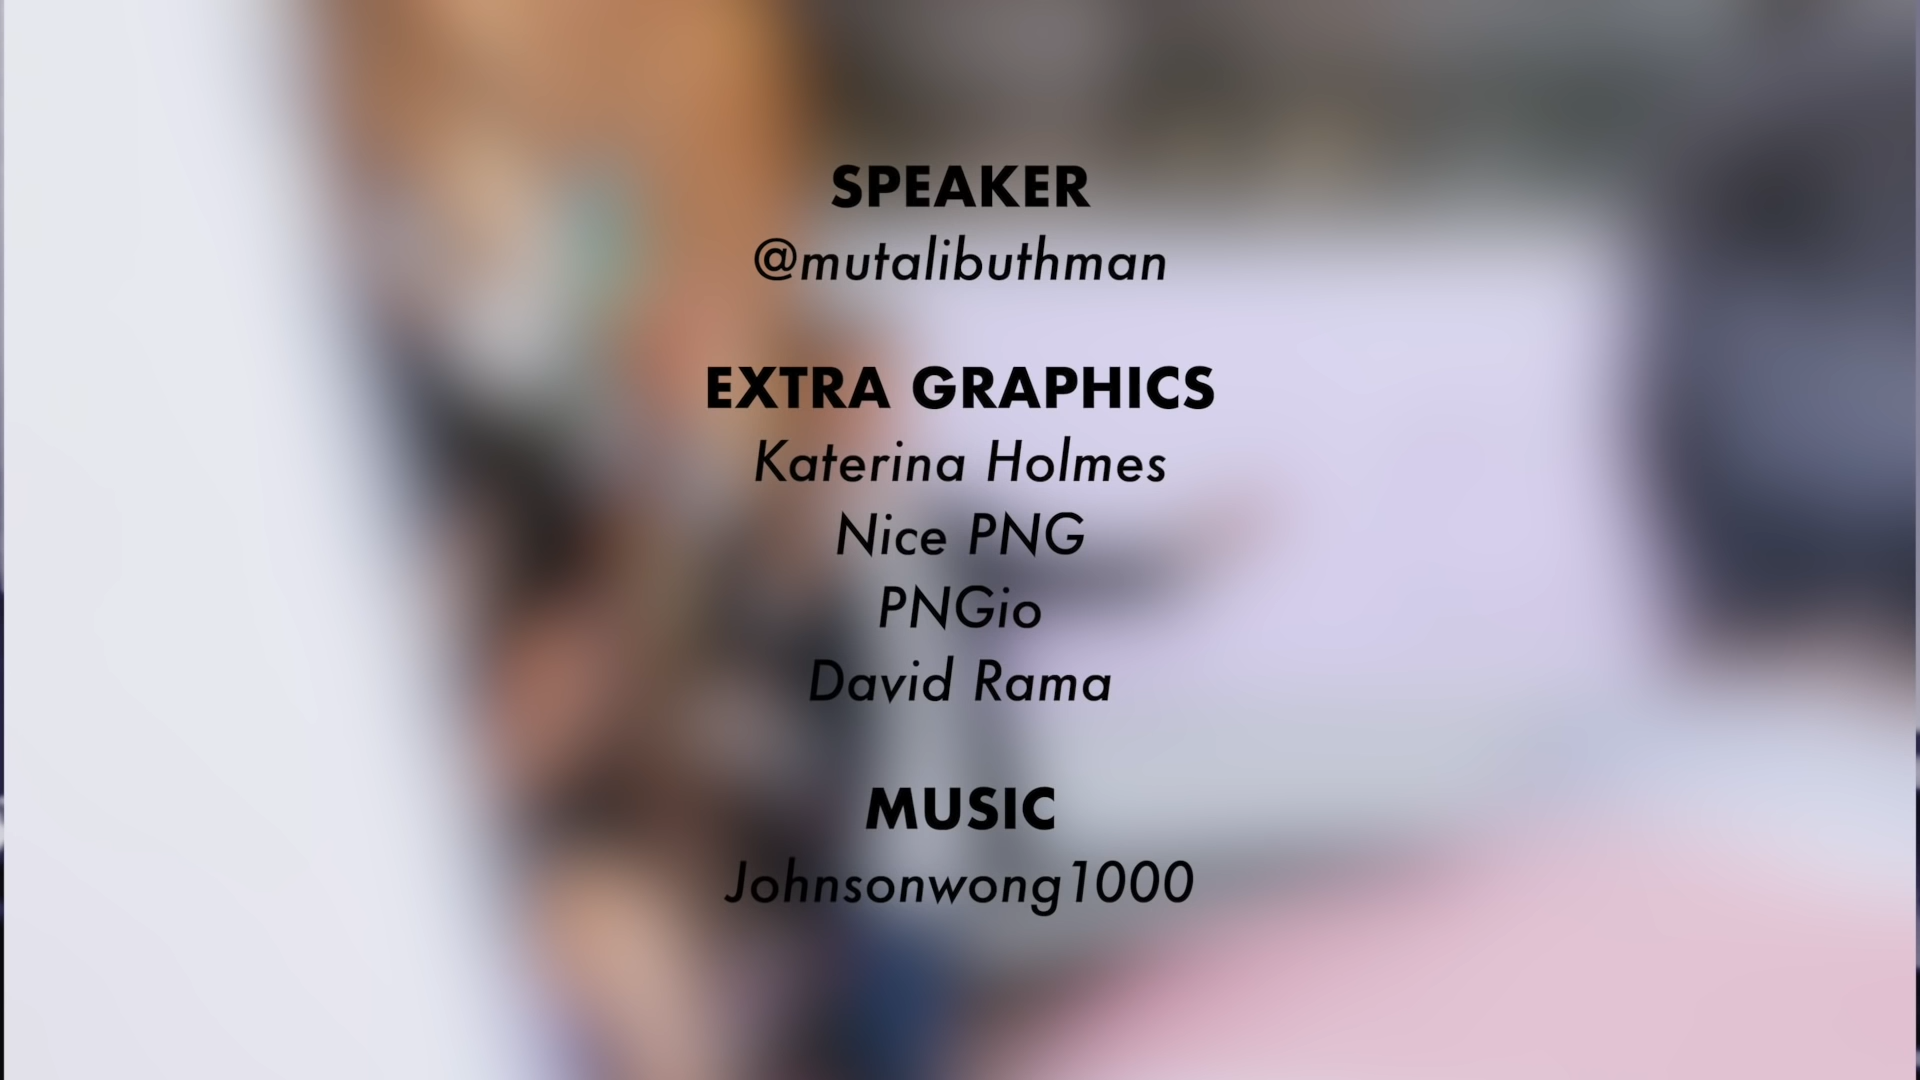 SPEAKER
@mutalibuthman
EXTRA GRAPHICS
Katerina Holmes
Nice PNG
PNGio
David Rama
MUSIC
Johnsonwong1000